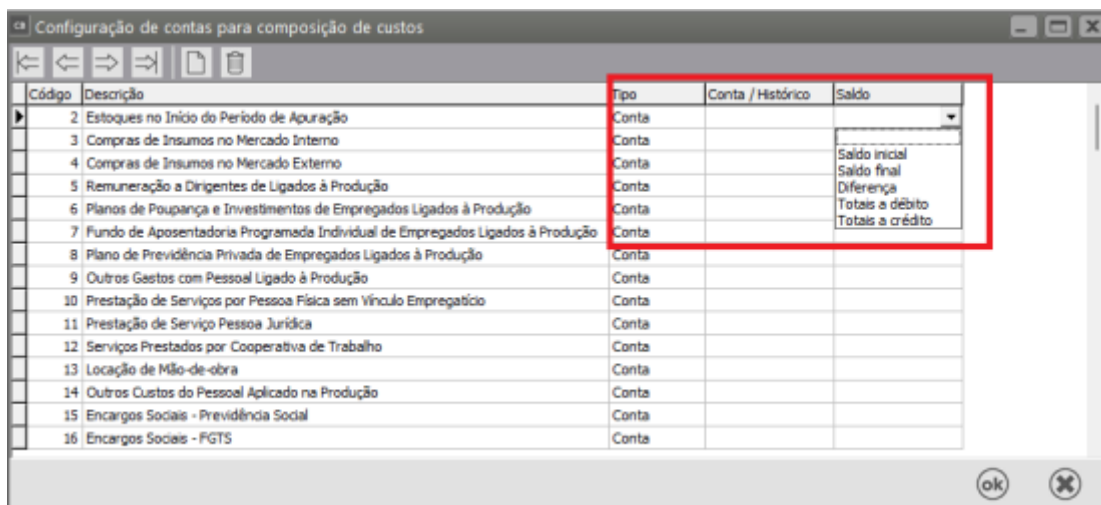 CB Configuração de contas para composição de custos
Código Descrição Tipo Conta / Histórico Saldo
2 Estoques no Início do Período de Apuração Conta
3 Compras de Insumos no Mercado Interno Conta
Saldo inicial
4 Compras de Insumos no Mercado Externo Conta
Saldo final
5 Remuneração a Dirigentes de Ligados à Produção Conta
Diferença
6 Planos de Poupança e Investimentos de Empregados Ligados à Produção Conta
Totais a débito
Totais a crédito
7 Fundo de Aposentadoria Programada Individual de Empregados Ligados à Produção Conta
8 Plano de Previdência Privada de Empregados Ligados à Produção Conta
9 Outros Gastos com Pessoal Ligado à Produção Conta
10 Prestação de Serviços por Pessoa Física sem Vínculo Empregatício Conta
11 Prestação de Serviço Pessoa Jurídica Conta
12 Serviços Prestados por Cooperativa de Trabalho Conta
13 Locação de Mão-de-obra Conta
14 Outros Custos do Pessoal Aplicado na Produção Conta
15 Encargos Sociais - Previdência Social Conta
16 Encargos Sociais - FGTS Conta
ok